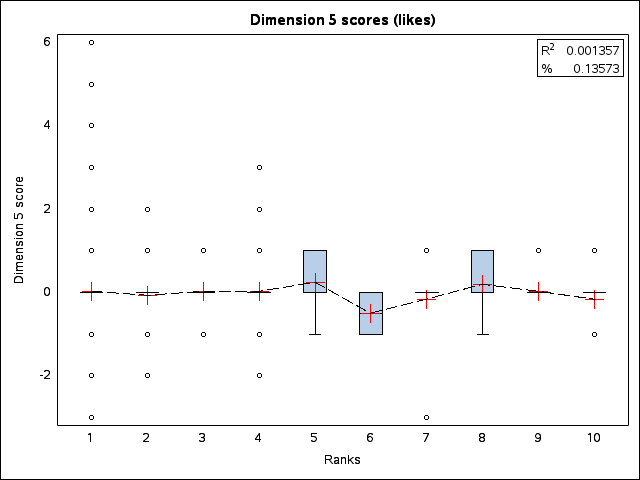 Dimension 5 scores (likes)
R² 0.001357
% 0.13573
6
4
2
0
-2
Dimension 5 score
1 2 3 4 5 6 7 8 9 10
Ranks